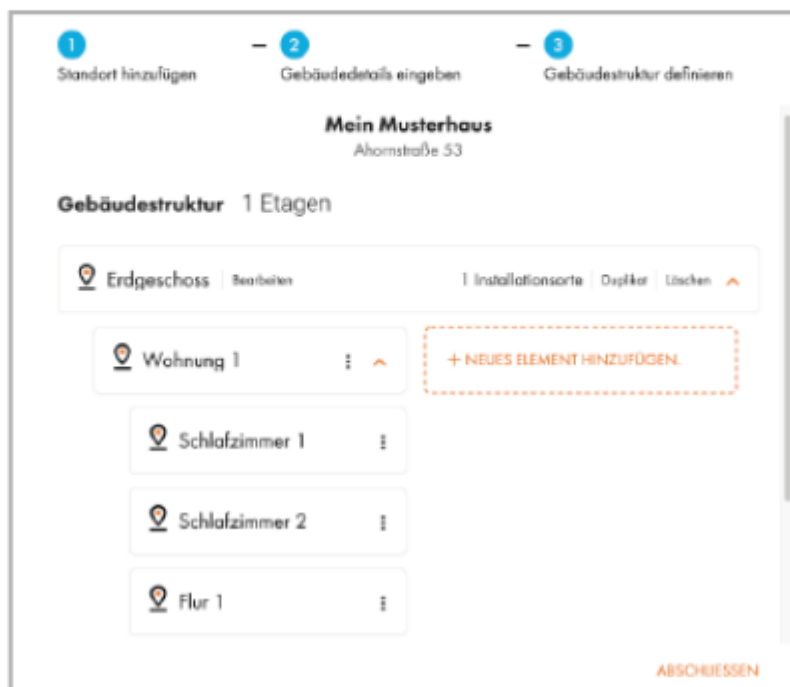 1 – 2 – 3
Standort hinzufügen Gebäudedetails eingeben Gebäudestruktur definieren
Mein Musterhaus
Ahornstraße 53
Gebäudestruktur 1 Etagen
Erdgeschoss Bearbeiten 1 Installationsorte Duplikat Löschen
Wohnung 1 + NEUES ELEMENT HINZUFÜGEN.
Schlafzimmer 1
Schlafzimmer 2
Flur 1
ABSCHLIESSEN